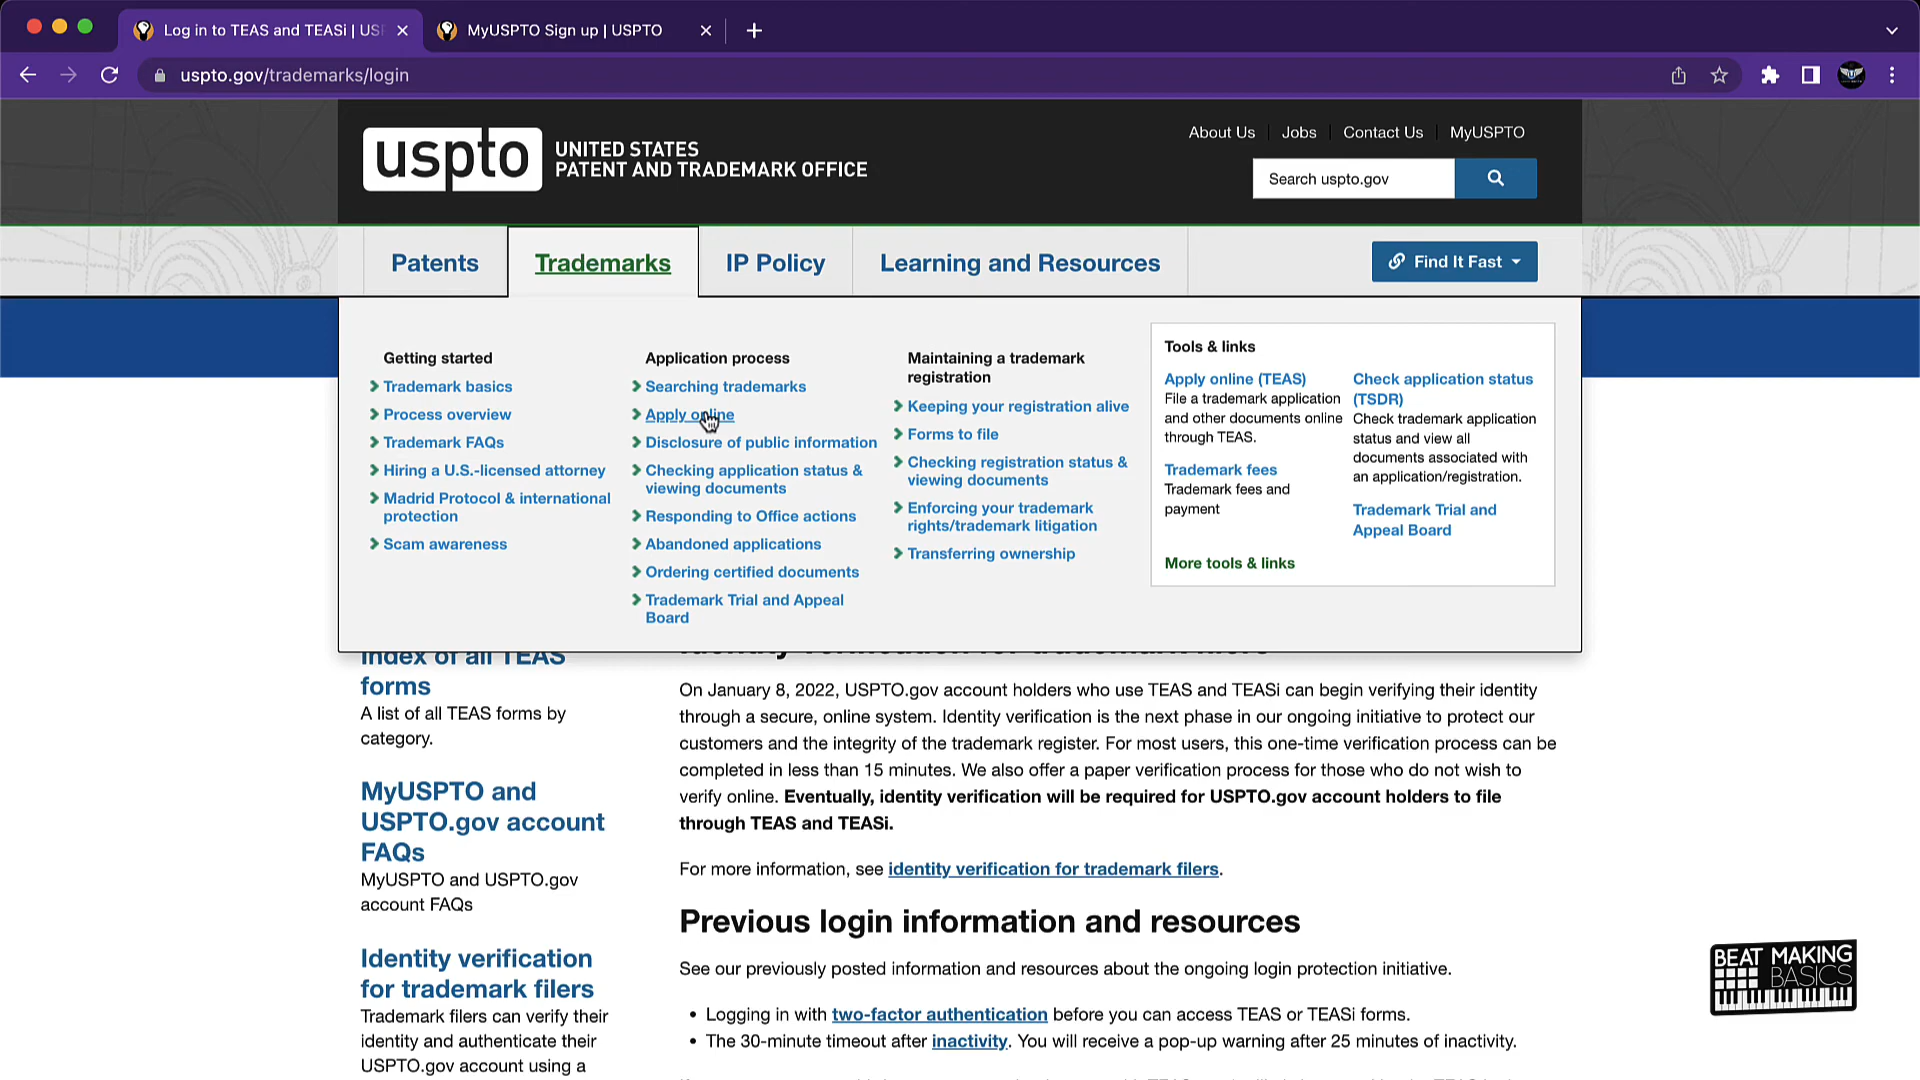 Log in to TEAS and TEASi | US
MyUSPTO Sign up | USPTO
uspto.gov/trademarks/login
About Us
Jobs
Contact Us
MyUSPTO
uspto
UNITED STATES
PATENT AND TRADEMARK OFFICE
Search uspto.gov
Patents
Trademarks
IP Policy
Learning and Resources
Find It Fast
Getting started
Trademark basics
Process overview
Trademark FAQs
Hiring a U.S.-licensed attorney
Madrid Protocol & international
protection
Scam awareness
Application process
Searching trademarks
Apply online
Disclosure of public information
Checking application status &
viewing documents
Responding to Office actions
Abandoned applications
Ordering certified documents
Trademark Trial and Appeal
Board
Maintaining a trademark
registration
Keeping your registration alive
Forms to file
Checking registration status &
viewing documents
Enforcing your trademark
rights/trademark litigation
Transferring ownership
Tools & links
Apply online (TEAS)
File a trademark application
and other documents online
through TEAS.
Trademark fees
Trademark fees and
payment
More tools & links
Check application status
(TSDR)
Check trademark application
status and view all
documents associated with
an application/registration.
Trademark Trial and
Appeal Board
Index of all TEAS
forms
A list of all TEAS forms by
category.
MyUSPTO and
USPTO.gov account
FAQs
MyUSPTO and USPTO.gov
account FAQs
Identity verification
for trademark filers
Trademark filers can verify their
identity and authenticate their
USPTO.gov account using a
On January 8, 2022, USPTO.gov account holders who use TEAS and TEASi can begin verifying their identity
through a secure, online system. Identity verification is the next phase in our ongoing initiative to protect our
customers and the integrity of the trademark register. For most users, this one-time verification process can be
completed in less than 15 minutes. We also offer a paper verification process for those who do not wish to
verify online. Eventually, identity verification will be required for USPTO.gov account holders to file
through TEAS and TEASi.
For more information, see identity verification for trademark filers.
Previous login information and resources
See our previously posted information and resources about the ongoing login protection initiative.
• Logging in with two-factor authentication before you can access TEAS or TEASi forms.
• The 30-minute timeout after inactivity. You will receive a pop-up warning after 25 minutes of inactivity.
BEAT MAKING
BASICS